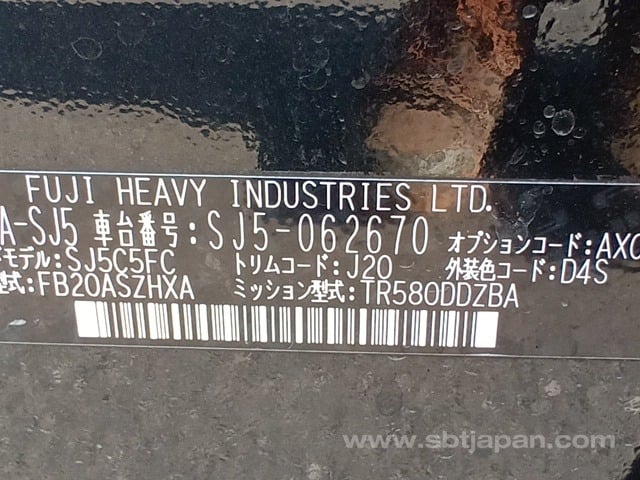 FUJI HEAVY INDUSTRIES LTD.
A-SJ5 車台番号:SJ5-062670 オプションコード:AXC
モデル:SJ5C5FC トリムコード:J20 外装色コード:D4S
型式:FB20ASZHXA ミッション型式:TR580DDZBA
www.sbtjapan.com